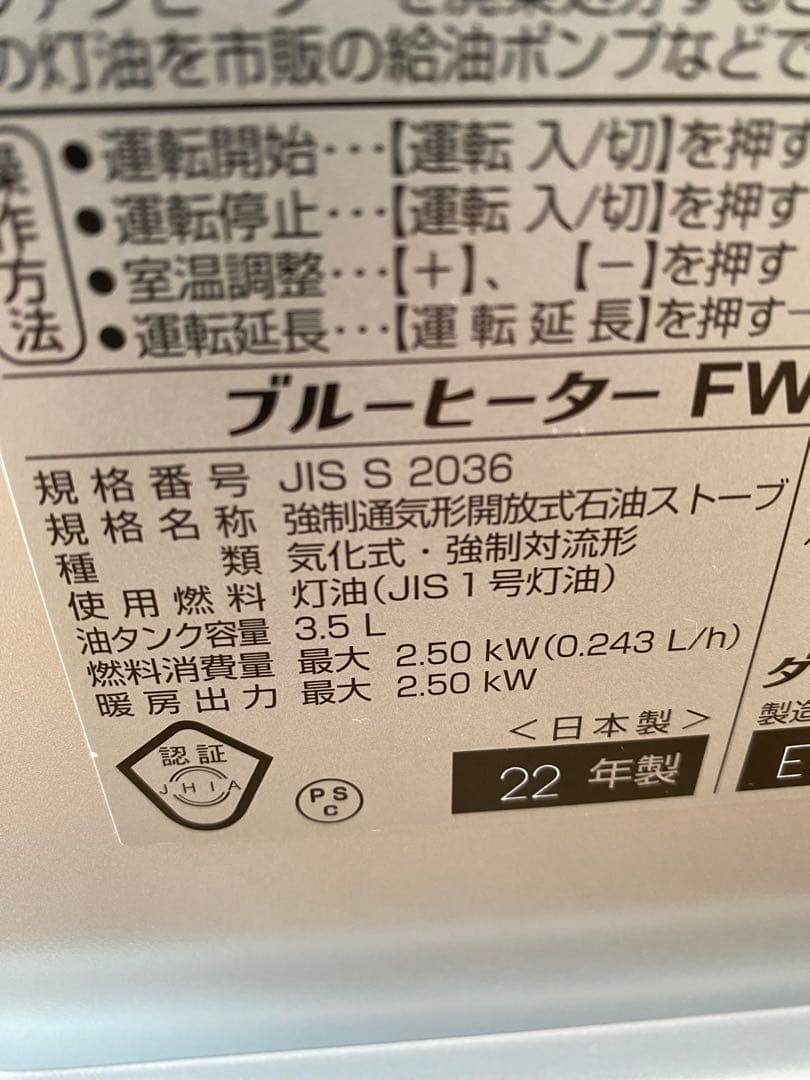 の灯油を市販の給油ポンプなどで
操作方法
●運転開始…【運転 入/切】を押す
●運転停止…【運転 入/切】を押す
●室温調整…【＋】、【－】を押す
●運転延長…【運転延長】を押す
ブルーヒーター FW
規格番号 JIS S 2036
規格名称 強制通気形開放式石油ストーブ
種類 気化式・強制対流形
使用燃料 灯油(JIS1号灯油)
油タンク容量 3.5 L
燃料消費量 最大 2.50 kW(0.243 L/h)
暖房出力 最大 2.50 kW
＜日本製＞
ダ
製造
認証
JHIA
PS
C
22 年製
E